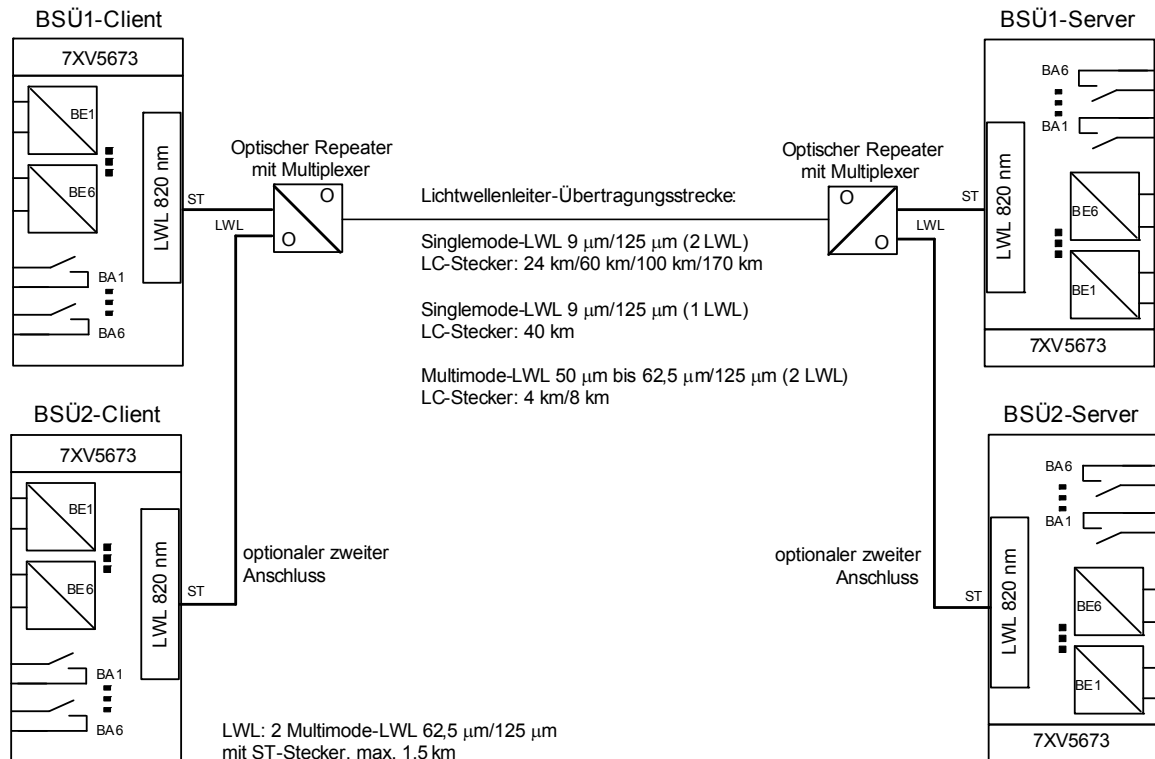 BSÜ1-Client
7XV5673
BE1
BE6
LWL 820 nm
BA1
BA6
ST
LWL
Optischer Repeater
mit Multiplexer
O
O
Lichtwellenleiter-Übertragungsstrecke:
Singlemode-LWL 9 μm/125 μm (2 LWL)
LC-Stecker: 24 km/60 km/100 km/170 km
Singlemode-LWL 9 μm/125 μm (1 LWL)
LC-Stecker: 40 km
Multimode-LWL 50 μm bis 62,5 μm/125 μm (2 LWL)
LC-Stecker: 4 km/8 km
Optischer Repeater
mit Multiplexer
O
O
ST
LWL
BSÜ1-Server
BA6
BA1
LWL 820 nm
BE6
BE1
7XV5673
BSÜ2-Client
7XV5673
BE1
BE6
LWL 820 nm
BA1
BA6
ST
optionaler zweiter
Anschluss
LWL: 2 Multimode-LWL 62,5 μm/125 μm
mit ST-Stecker, max. 1,5 km
optionaler zweiter
Anschluss
ST
BSÜ2-Server
BA6
BA1
LWL 820 nm
BE6
BE1
7XV5673